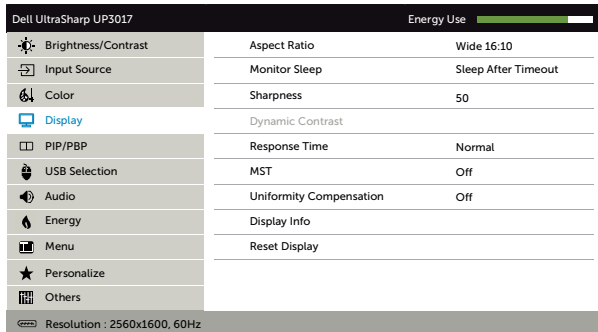 Dell UltraSharp UP3017 Energy Use
Brightness/Contrast Aspect Ratio Wide 16:10
Input Source Monitor Sleep Sleep After Timeout
Color Sharpness 50
Display Dynamic Contrast
PIP/PBP Response Time Normal
USB Selection MST Off
Audio Uniformity Compensation Off
Energy Display Info
Menu Reset Display
Personalize
Others
Resolution : 2560x1600, 60Hz